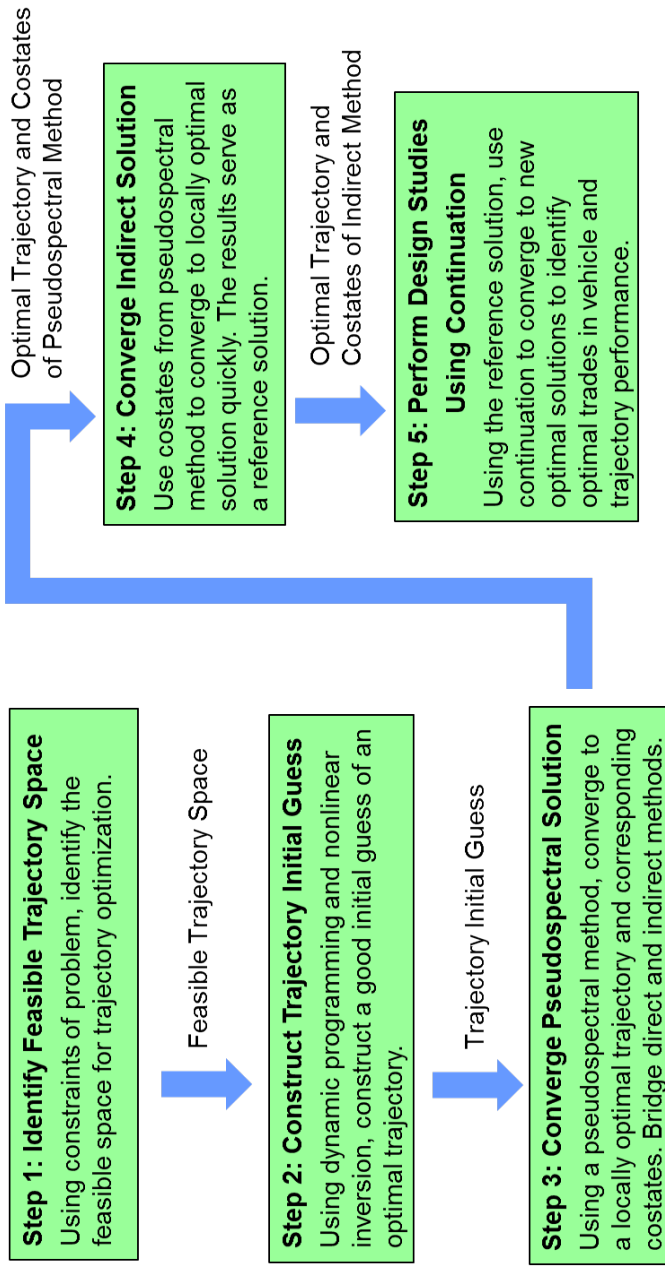 Step 1: Identify Feasible Trajectory Space
Using constraints of problem, identify the
feasible space for trajectory optimization.
Feasible Trajectory Space
Step 2: Construct Trajectory Initial Guess
Using dynamic programming and nonlinear
inversion, construct a good initial guess of an
optimal trajectory.
Trajectory Initial Guess
Step 3: Converge Pseudospectral Solution
Using a pseudospectral method, converge to
a locally optimal trajectory and corresponding
costates. Bridge direct and indirect methods.
Optimal Trajectory and Costates
of Pseudospectral Method
Step 4: Converge Indirect Solution
Use costates from pseudospectral
method to converge to locally optimal
solution quickly. The results serve as
a reference solution.
Optimal Trajectory and
Costates of Indirect Method
Step 5: Perform Design Studies
Using Continuation
Using the reference solution, use
continuation to converge to new
optimal solutions to identify
optimal trades in vehicle and
trajectory performance.